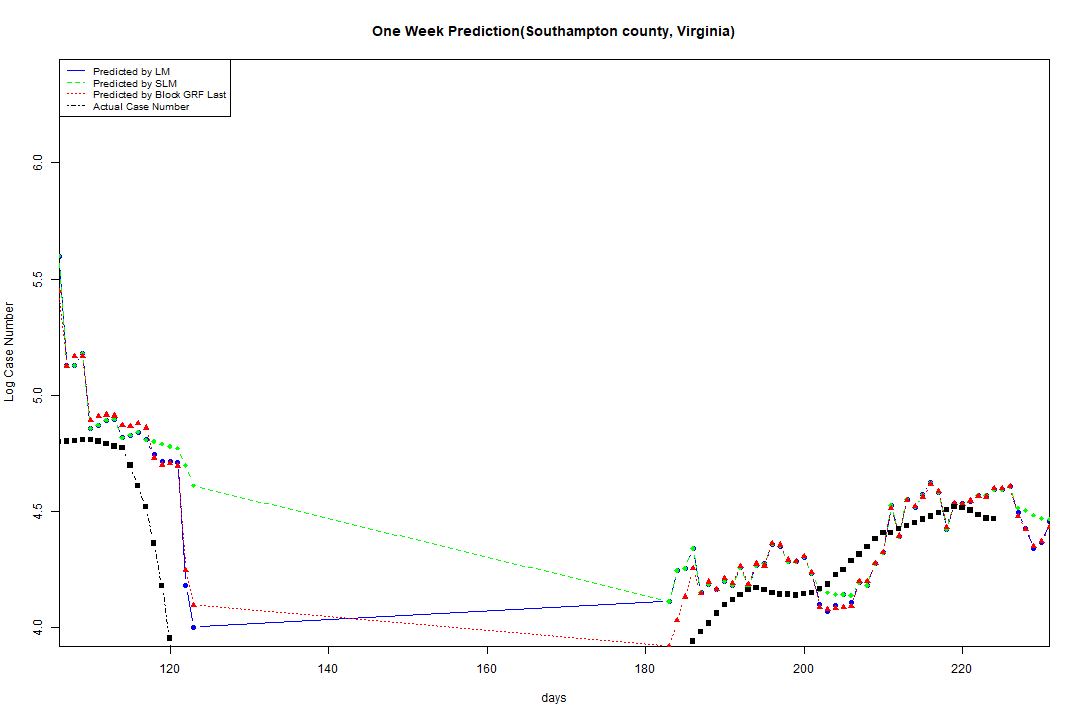 One Week Prediction(Southampton county, Virginia)
Predicted by LM
Predicted by SLM
Predicted by Block GRF Last
Actual Case Number
6.0
5.5
5.0
4.5
4.0
Log Case Number
120 140 160 180 200 220
days